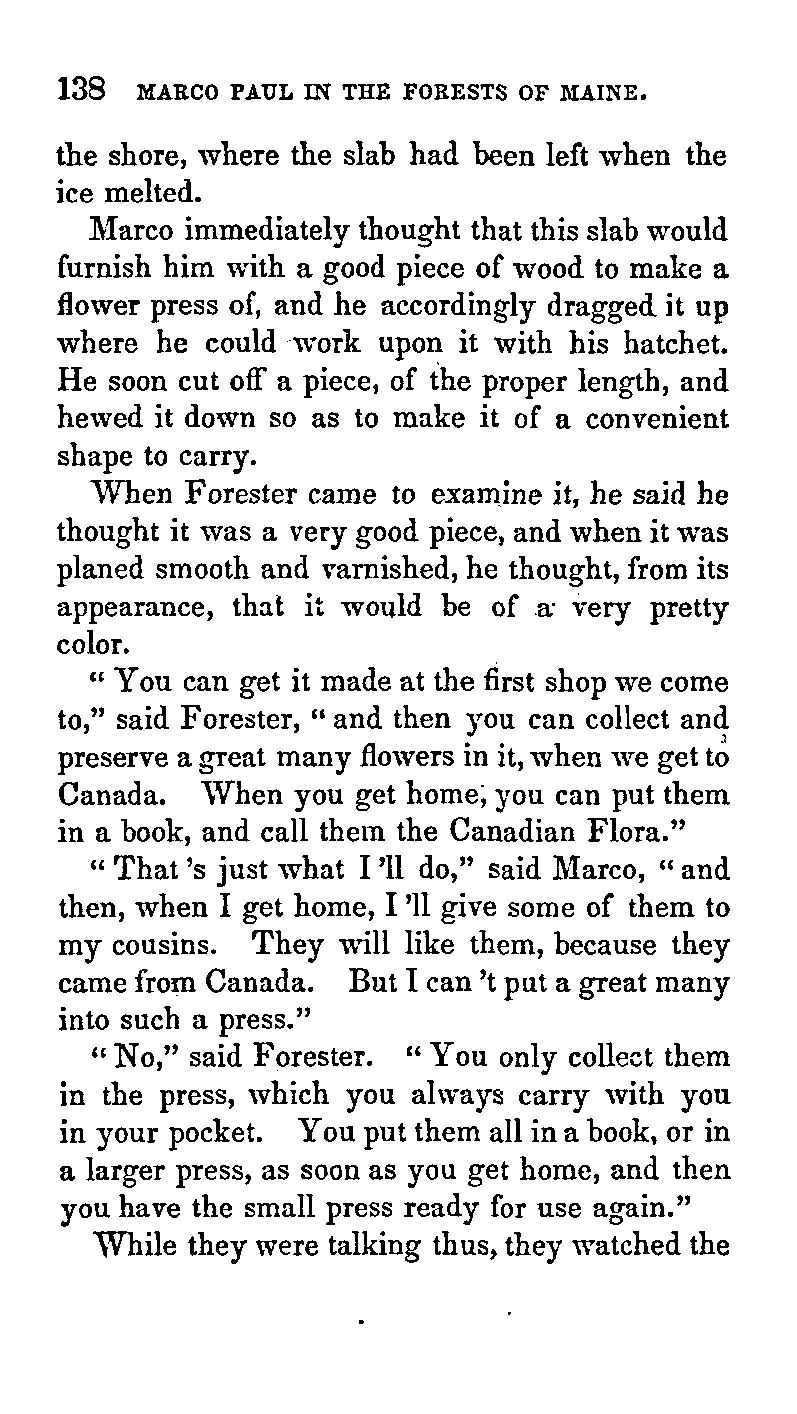 138 MARCO PAUL IN THE FORESTS OF MAINE.
the shore, where the slab had been left when the
ice melted.
Marco immediately thought that this slab would
furnish him with a good piece of wood to make a
flower press of, and he accordingly dragged it up
where he could work upon it with his hatchet.
He soon cut off a piece, of the proper length, and
hewed it down so as to make it of a convenient
shape to carry.
When Forester came to examine it, he said he
thought it was a very good piece, and when it was
planed smooth and varnished, he thought, from its
appearance, that it would be of a very pretty
color.
“ You can get it made at the first shop we come
to,” said Forester, “ and then you can collect and
preserve a great many flowers in it, when we get to
Canada. When you get home, you can put them
in a book, and call them the Canadian Flora.”
“ That 's just what I 'll do,” said Marco, “ and
then, when I get home, I 'll give some of them to
my cousins. They will like them, because they
came from Canada. But I can 't put a great many
into such a press.”
“ No,” said Forester. “ You only collect them
in the press, which you always carry with you
in your pocket. You put them all in a book, or in
a larger press, as soon as you get home, and then
you have the small press ready for use again.”
While they were talking thus, they watched the